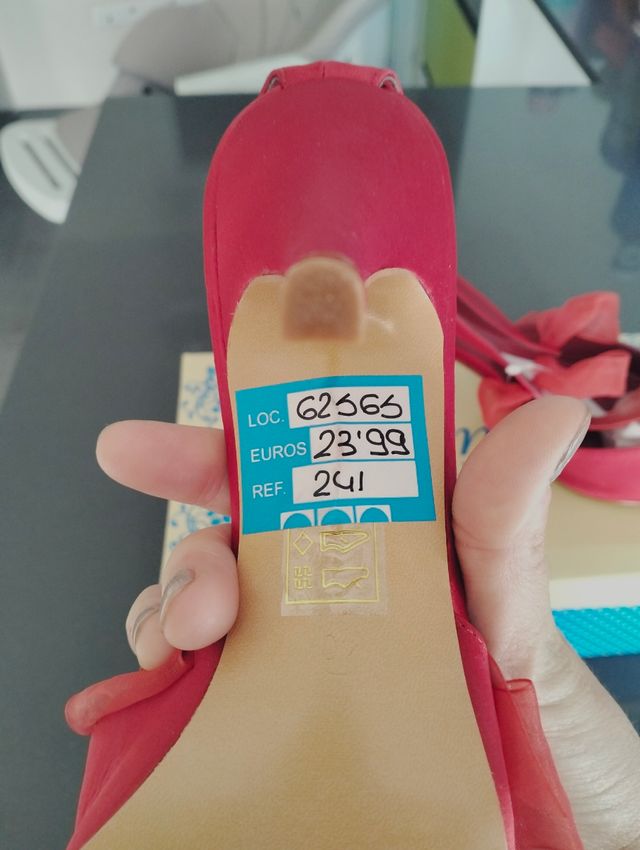 LOC. 62565
EUROS 23'99
REF. 241